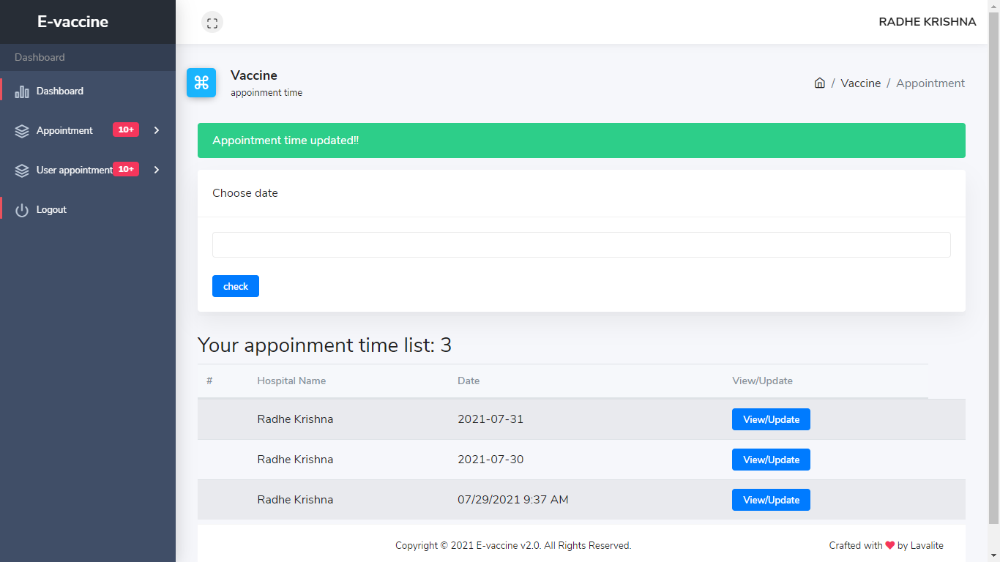 E-vaccine
RADHE KRISHNA
Dashboard
Dashboard
Appointment 10+
User appointment 10+
Logout
Vaccine
appoinment time
/ Vaccine / Appointment
Appointment time updated!!
Choose date
check
Your appoinment time list: 3
# Hospital Name Date View/Update
Radhe Krishna 2021-07-31 View/Update
Radhe Krishna 2021-07-30 View/Update
Radhe Krishna 07/29/2021 9:37 AM View/Update
Copyright © 2021 E-vaccine v2.0. All Rights Reserved. Crafted with ❤ by Lavalite